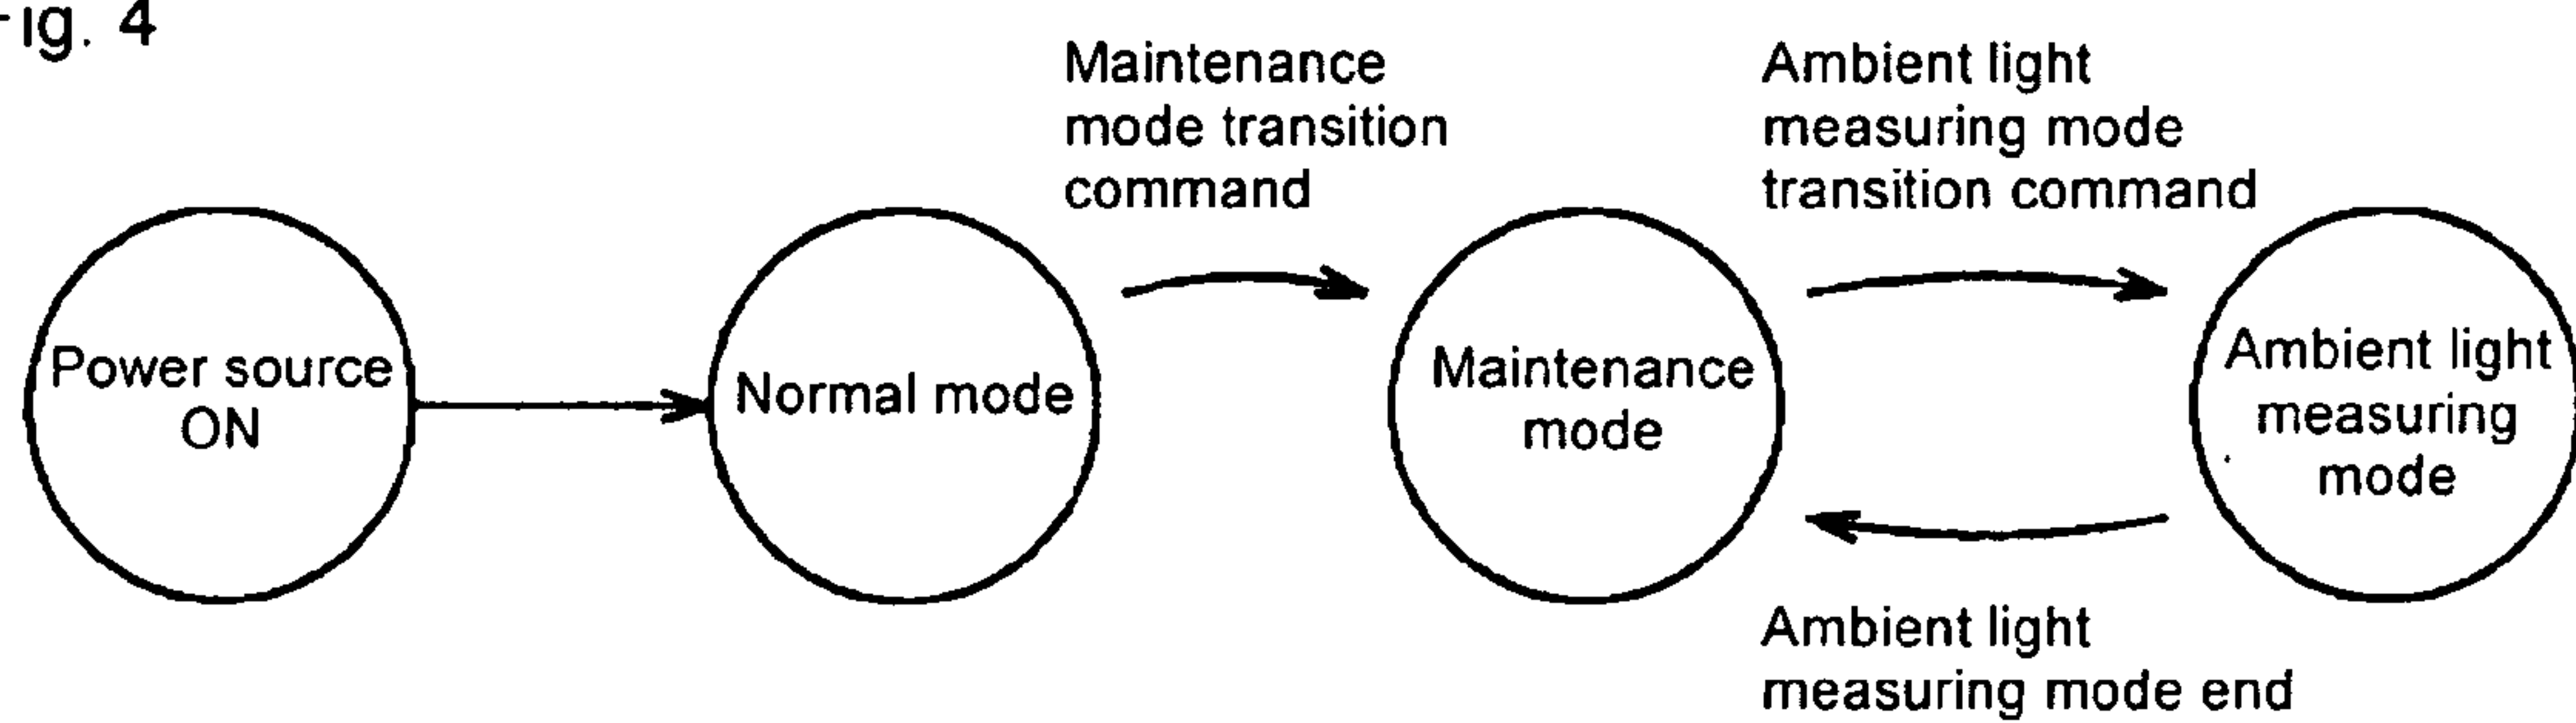 Fig. 4
Maintenance
mode transition
command
Ambient light
measuring mode
transition command
Power source
ON
Normal mode
Maintenance
mode
Ambient light
measuring
mode
Ambient light
measuring mode end